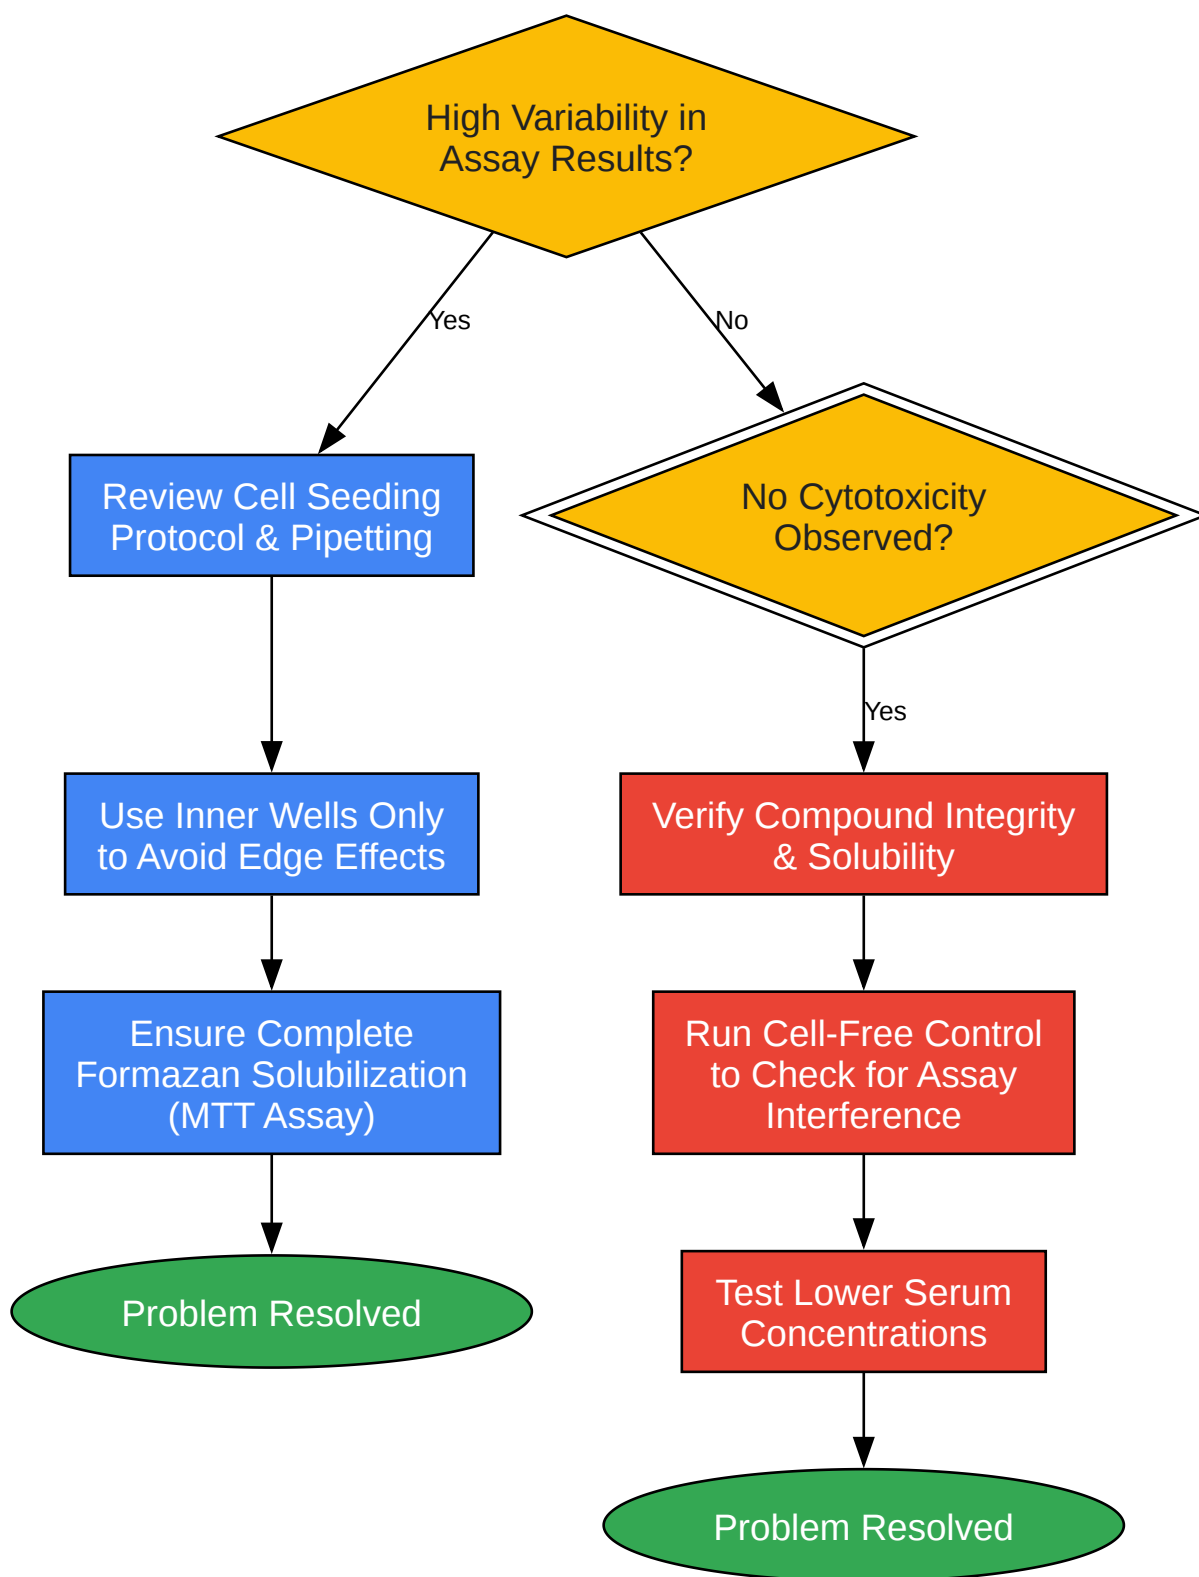 High Variability in
Assay Results?
Yes
No
Review Cell Seeding
Protocol & Pipetting
No Cytotoxicity
Observed?
Yes
Use Inner Wells Only
to Avoid Edge Effects
Verify Compound Integrity
& Solubility
Ensure Complete
Formazan Solubilization
(MTT Assay)
Run Cell-Free Control
to Check for Assay
Interference
Problem Resolved
Test Lower Serum
Concentrations
Problem Resolved